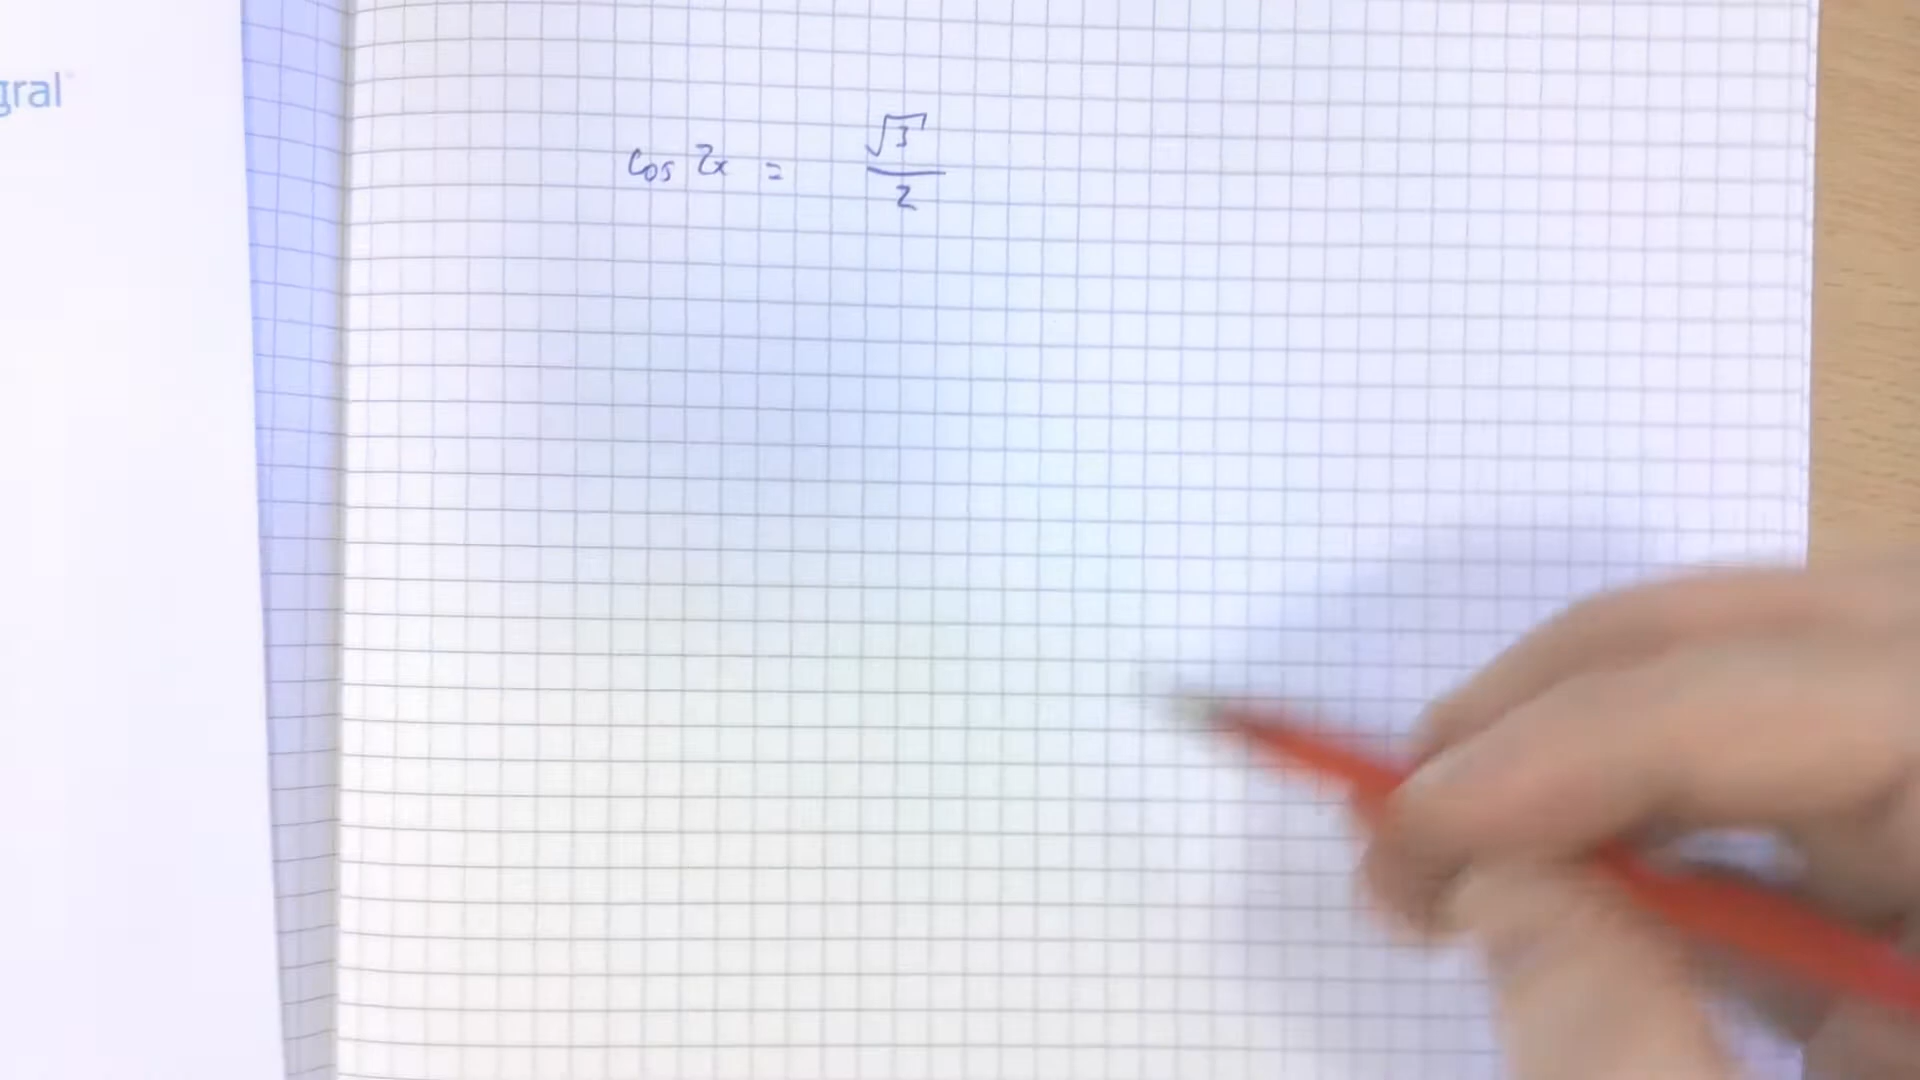 gral
cos 2x = √3/2